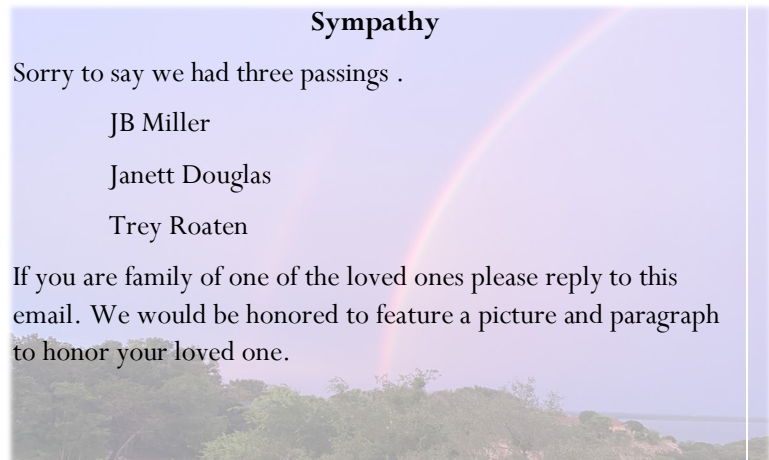 Sympathy
Sorry to say we had three passings .
JB Miller
Janett Douglas
Trey Roaten
If you are family of one of the loved ones please reply to this
email. We would be honored to feature a picture and paragraph
to honor your loved one.